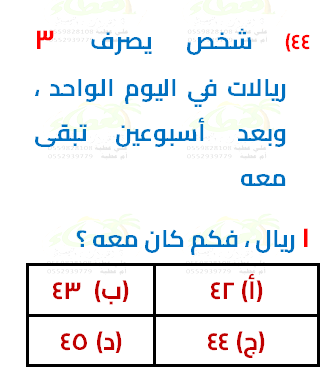 ٤٤) شخص يصرف ٣
ريالات في اليوم الواحد ،
وبعد أسبوعين تبقى
معه
١ ريال ، فكم كان معه ؟
(أ) ٤٢ (ب) ٤٣
(ج) ٤٤ (د) ٤٥